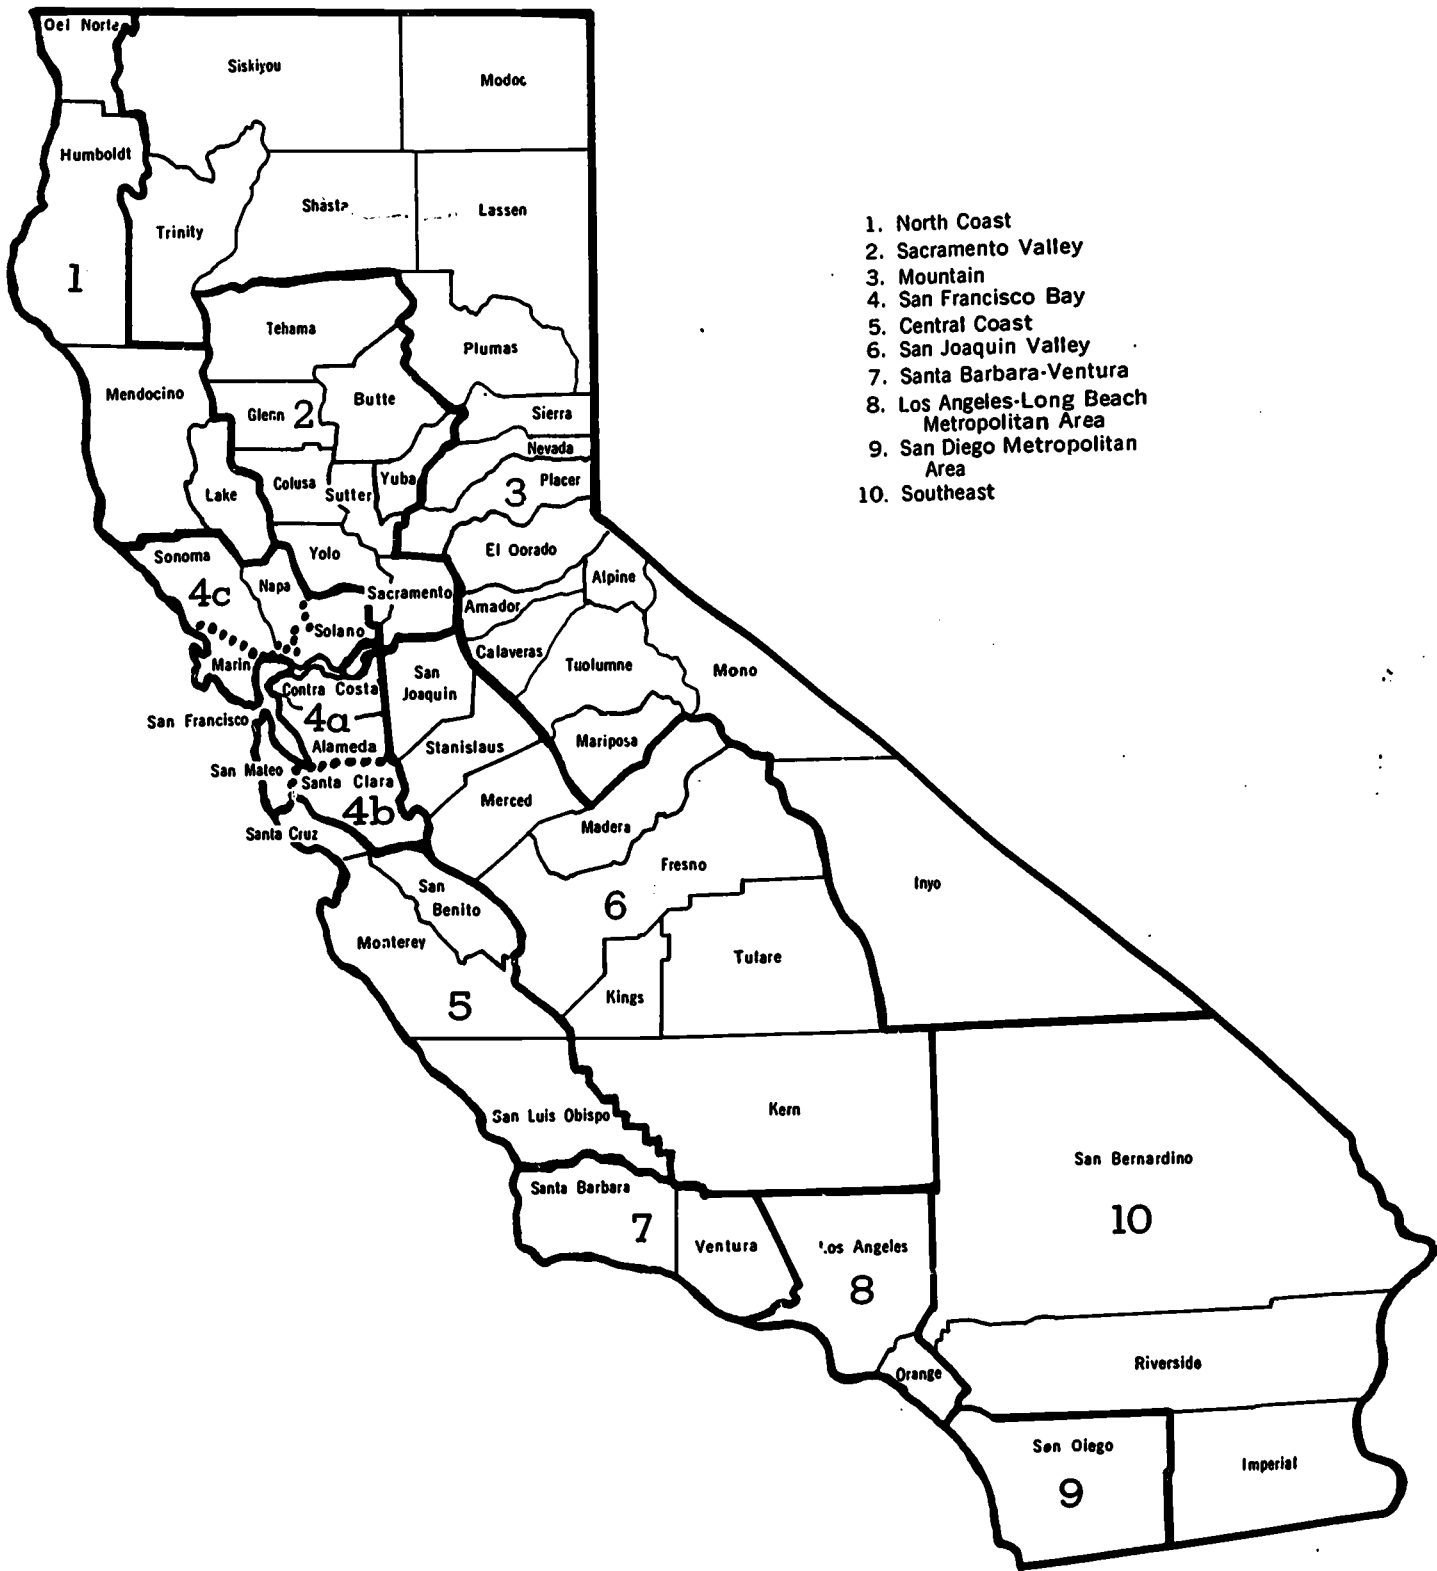 Oel Norte
Siskiyou
Modoc
Humboldt
Trinity
Shasta
Lassen
1
Tehama
Plumas
Mendocino
Glenn
2
Butte
Sierra
Nevada
Lake
Colusa
Sutter
Yuba
3
Placer
Sonoma
Napa
Yolo
El Oorado
4c
Solano
Sacramento
Amador
Alpine
Marin
Contra Costa
San
Joaquin
Calaveras
Tuolumne
Mono
San Francisco
4a
Alameda
Stanislaus
Mariposa
San Mateo
Santa Clara
4b
Merced
Santa Cruz
Madera
Fresno
San
Benito
6
Inyo
Monterey
Tulare
5
Kings
San Luis Obispo
Kern
San Bernardino
Santa Barbara
7
Ventura
Los Angeles
8
10
Orange
Riverside
San Oiego
9
Imperial
1. North Coast
2. Sacramento Valley
3. Mountain
4. San Francisco Bay
5. Central Coast
6. San Joaquin Valley
7. Santa Barbara-Ventura
8. Los Angeles-Long Beach
Metropolitan Area
9. San Diego Metropolitan
Area
10. Southeast